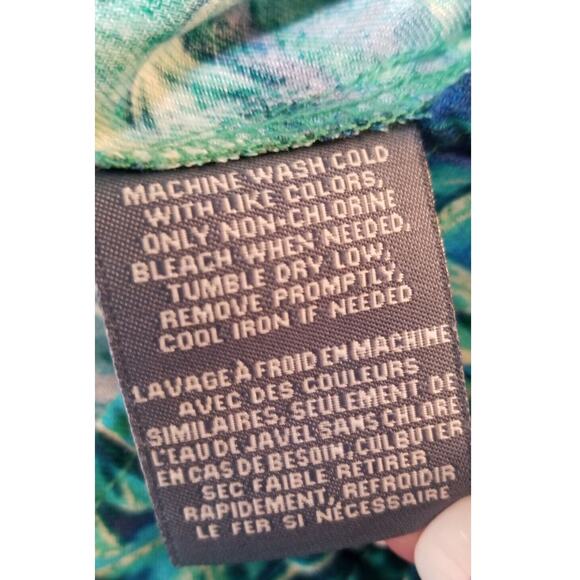 MACHINE WASH COLD
WITH LIKE COLORS,
ONLY NON-CHLORINE
BLEACH WHEN NEEDED,
TUMBLE DRY LOW,
REMOVE PROMPTLY,
COOL IRON IF NEEDED
LAVAGE À FROID EN MACHINE
AVEC DES COULEURS
SIMILAIRES, SEULEMENT DE
L'EAU DE JAVEL SANS CHLORE
EN CAS DE BESOIN, CULBUTER
SEC FAIBLE RETIRER
RAPIDEMENT, REFROIDIR
LE FER SI NÉCESSAIRE